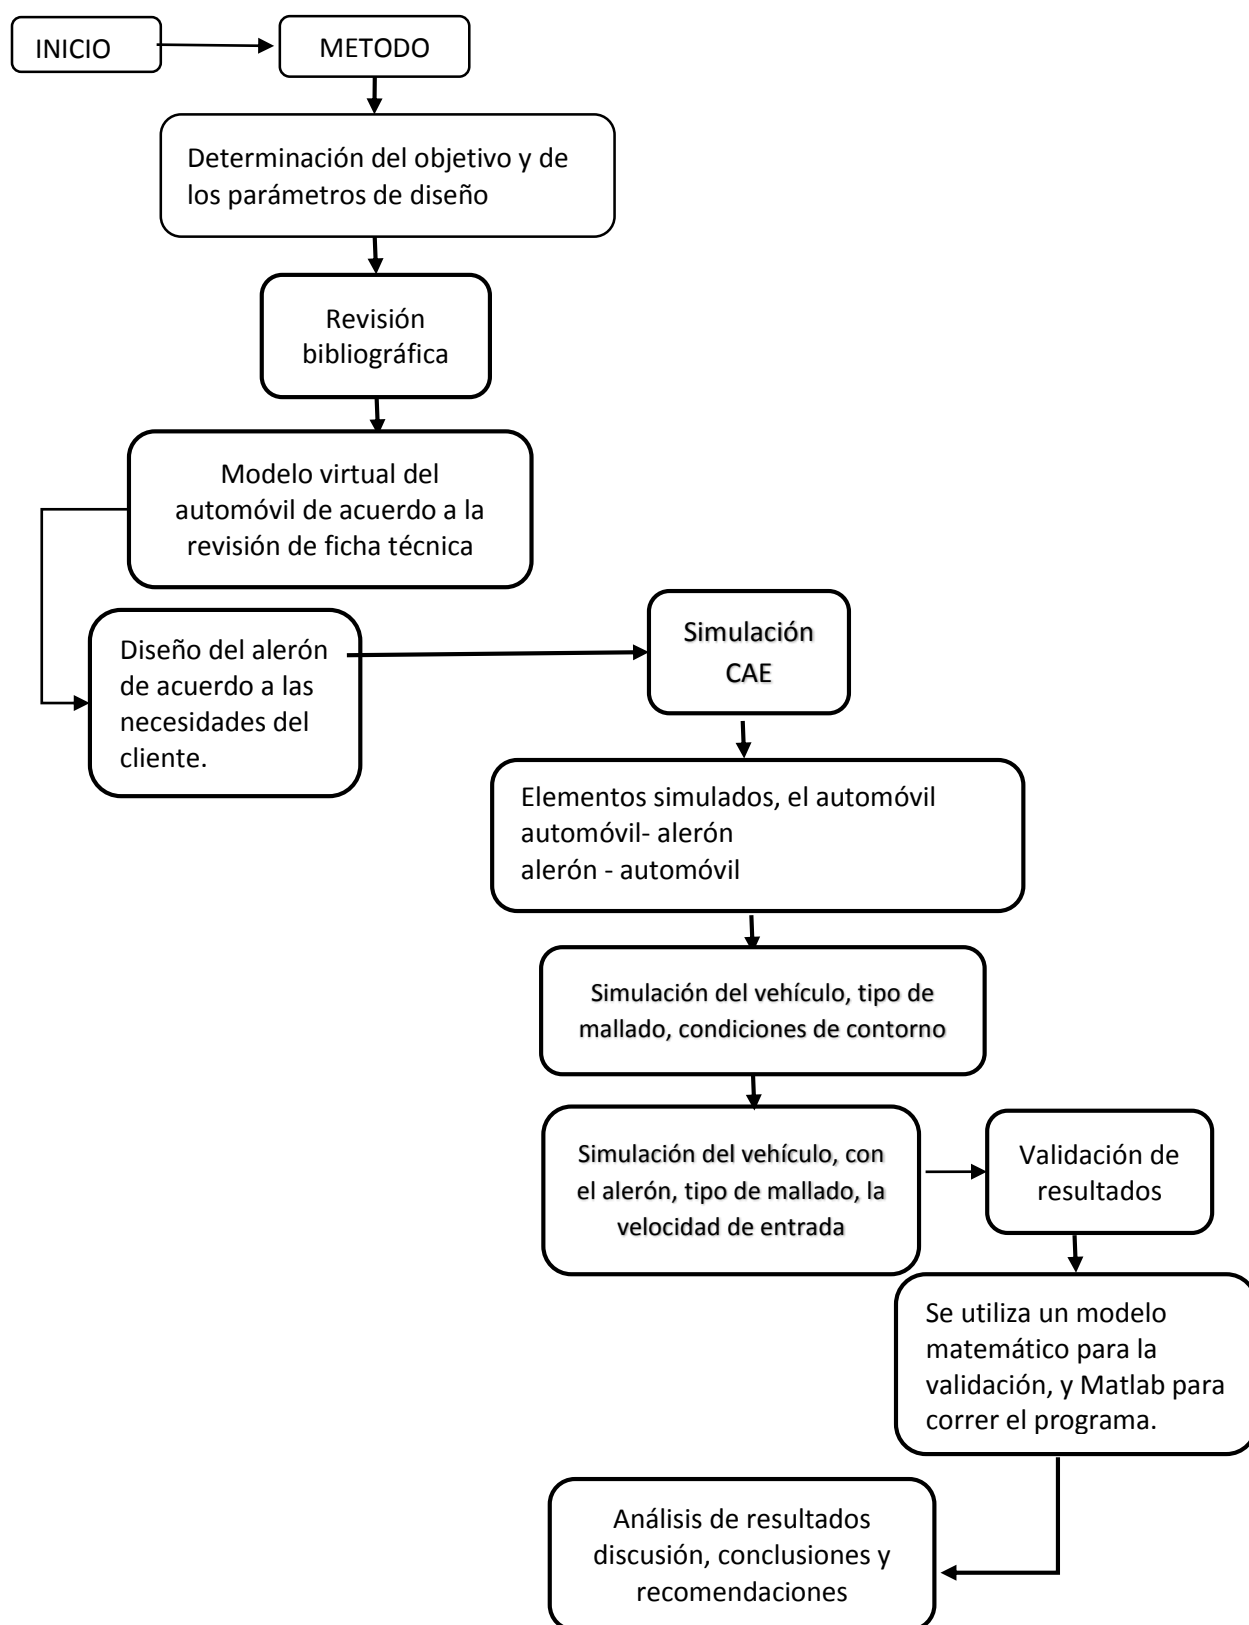 INICIO
METODO
Determinación del objetivo y de
los parámetros de diseño
Revisión
bibliográfica
Modelo virtual del
automóvil de acuerdo a la
revisión de ficha técnica
Diseño del alerón
de acuerdo a las
necesidades del
cliente.
Simulación
CAE
Elementos simulados, el automóvil
automóvil- alerón
alerón - automóvil
Simulación del vehículo, tipo de
mallado, condiciones de contorno
Simulación del vehículo, con
el alerón, tipo de mallado, la
velocidad de entrada
Validación de
resultados
Se utiliza un modelo
matemático para la
validación, y Matlab para
correr el programa.
Análisis de resultados
discusión, conclusiones y
recomendaciones